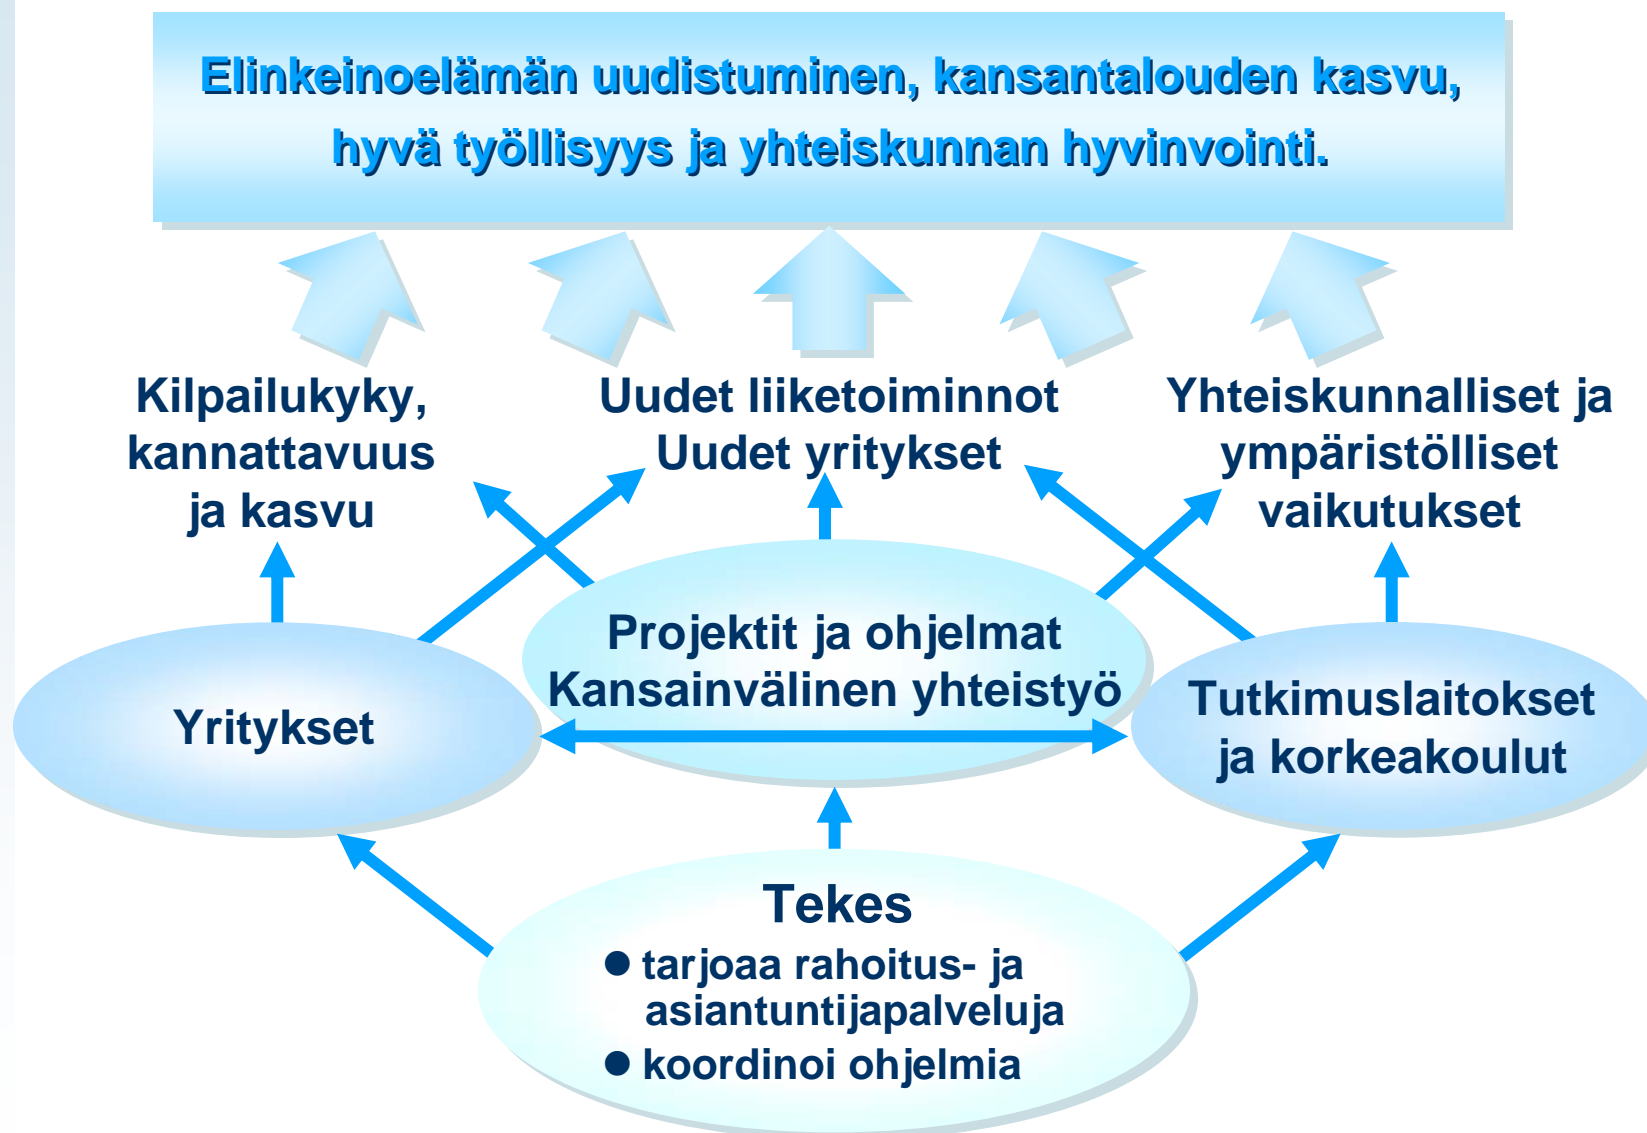 Elinkeinoelämän uudistuminen, kansantalouden kasvu,
hyvä työllisyys ja yhteiskunnan hyvinvointi.
Kilpailukyky,
kannattavuus
ja kasvu
Uudet liiketoiminnot
Uudet yritykset
Yhteiskunnalliset ja
ympäristölliset
vaikutukset
Yritykset
Projektit ja ohjelmat
Kansainvälinen yhteistyö
Tutkimuslaitokset
ja korkeakoulut
Tekes
● tarjoaa rahoitus- ja
asiantuntijapalveluja
● koordinoi ohjelmia